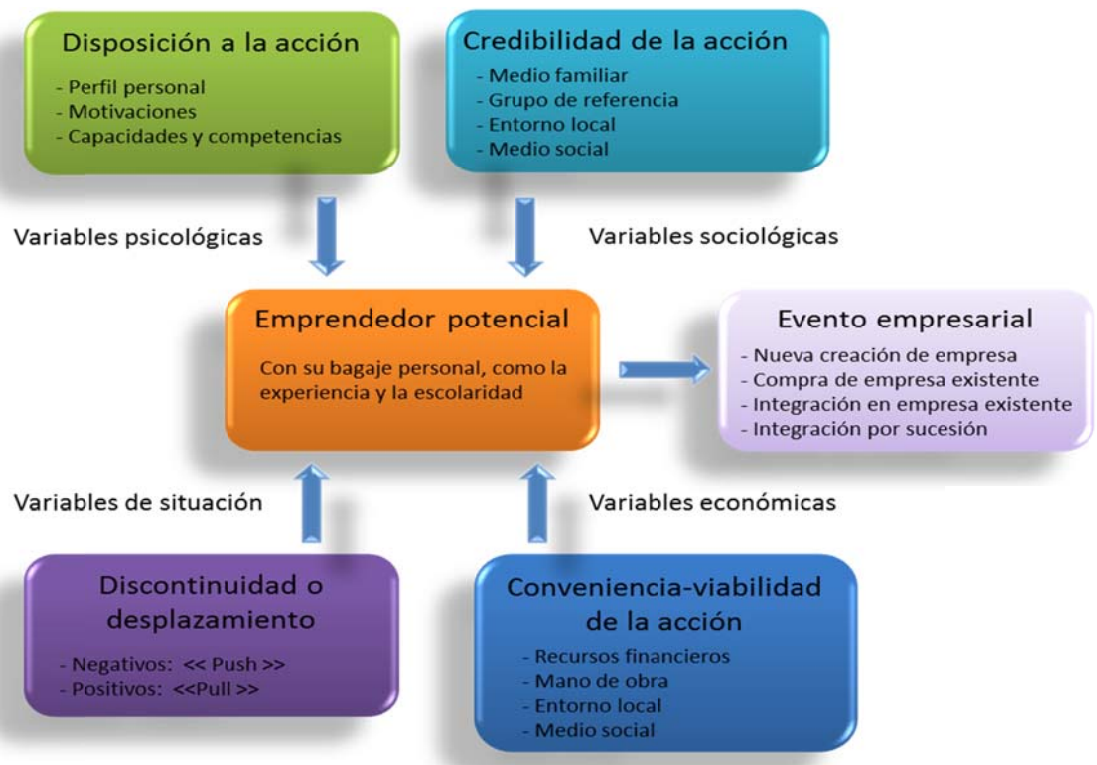 Disposición a la acción
- Perfil personal
- Motivaciones
- Capacidades y competencias
Credibilidad de la acción
- Medio familiar
- Grupo de referencia
- Entorno local
- Medio social
Variables psicológicas
Variables sociológicas
Emprendedor potencial
Con su bagaje personal, como la
experiencia y la escolaridad
Evento empresarial
- Nueva creación de empresa
- Compra de empresa existente
- Integración en empresa existente
- Integración por sucesión
Variables de situación
Variables económicas
Discontinuidad o
desplazamiento
- Negativos: << Push >>
- Positivos: <<Pull >>
Conveniencia-viabilidad
de la acción
- Recursos financieros
- Mano de obra
- Entorno local
- Medio social